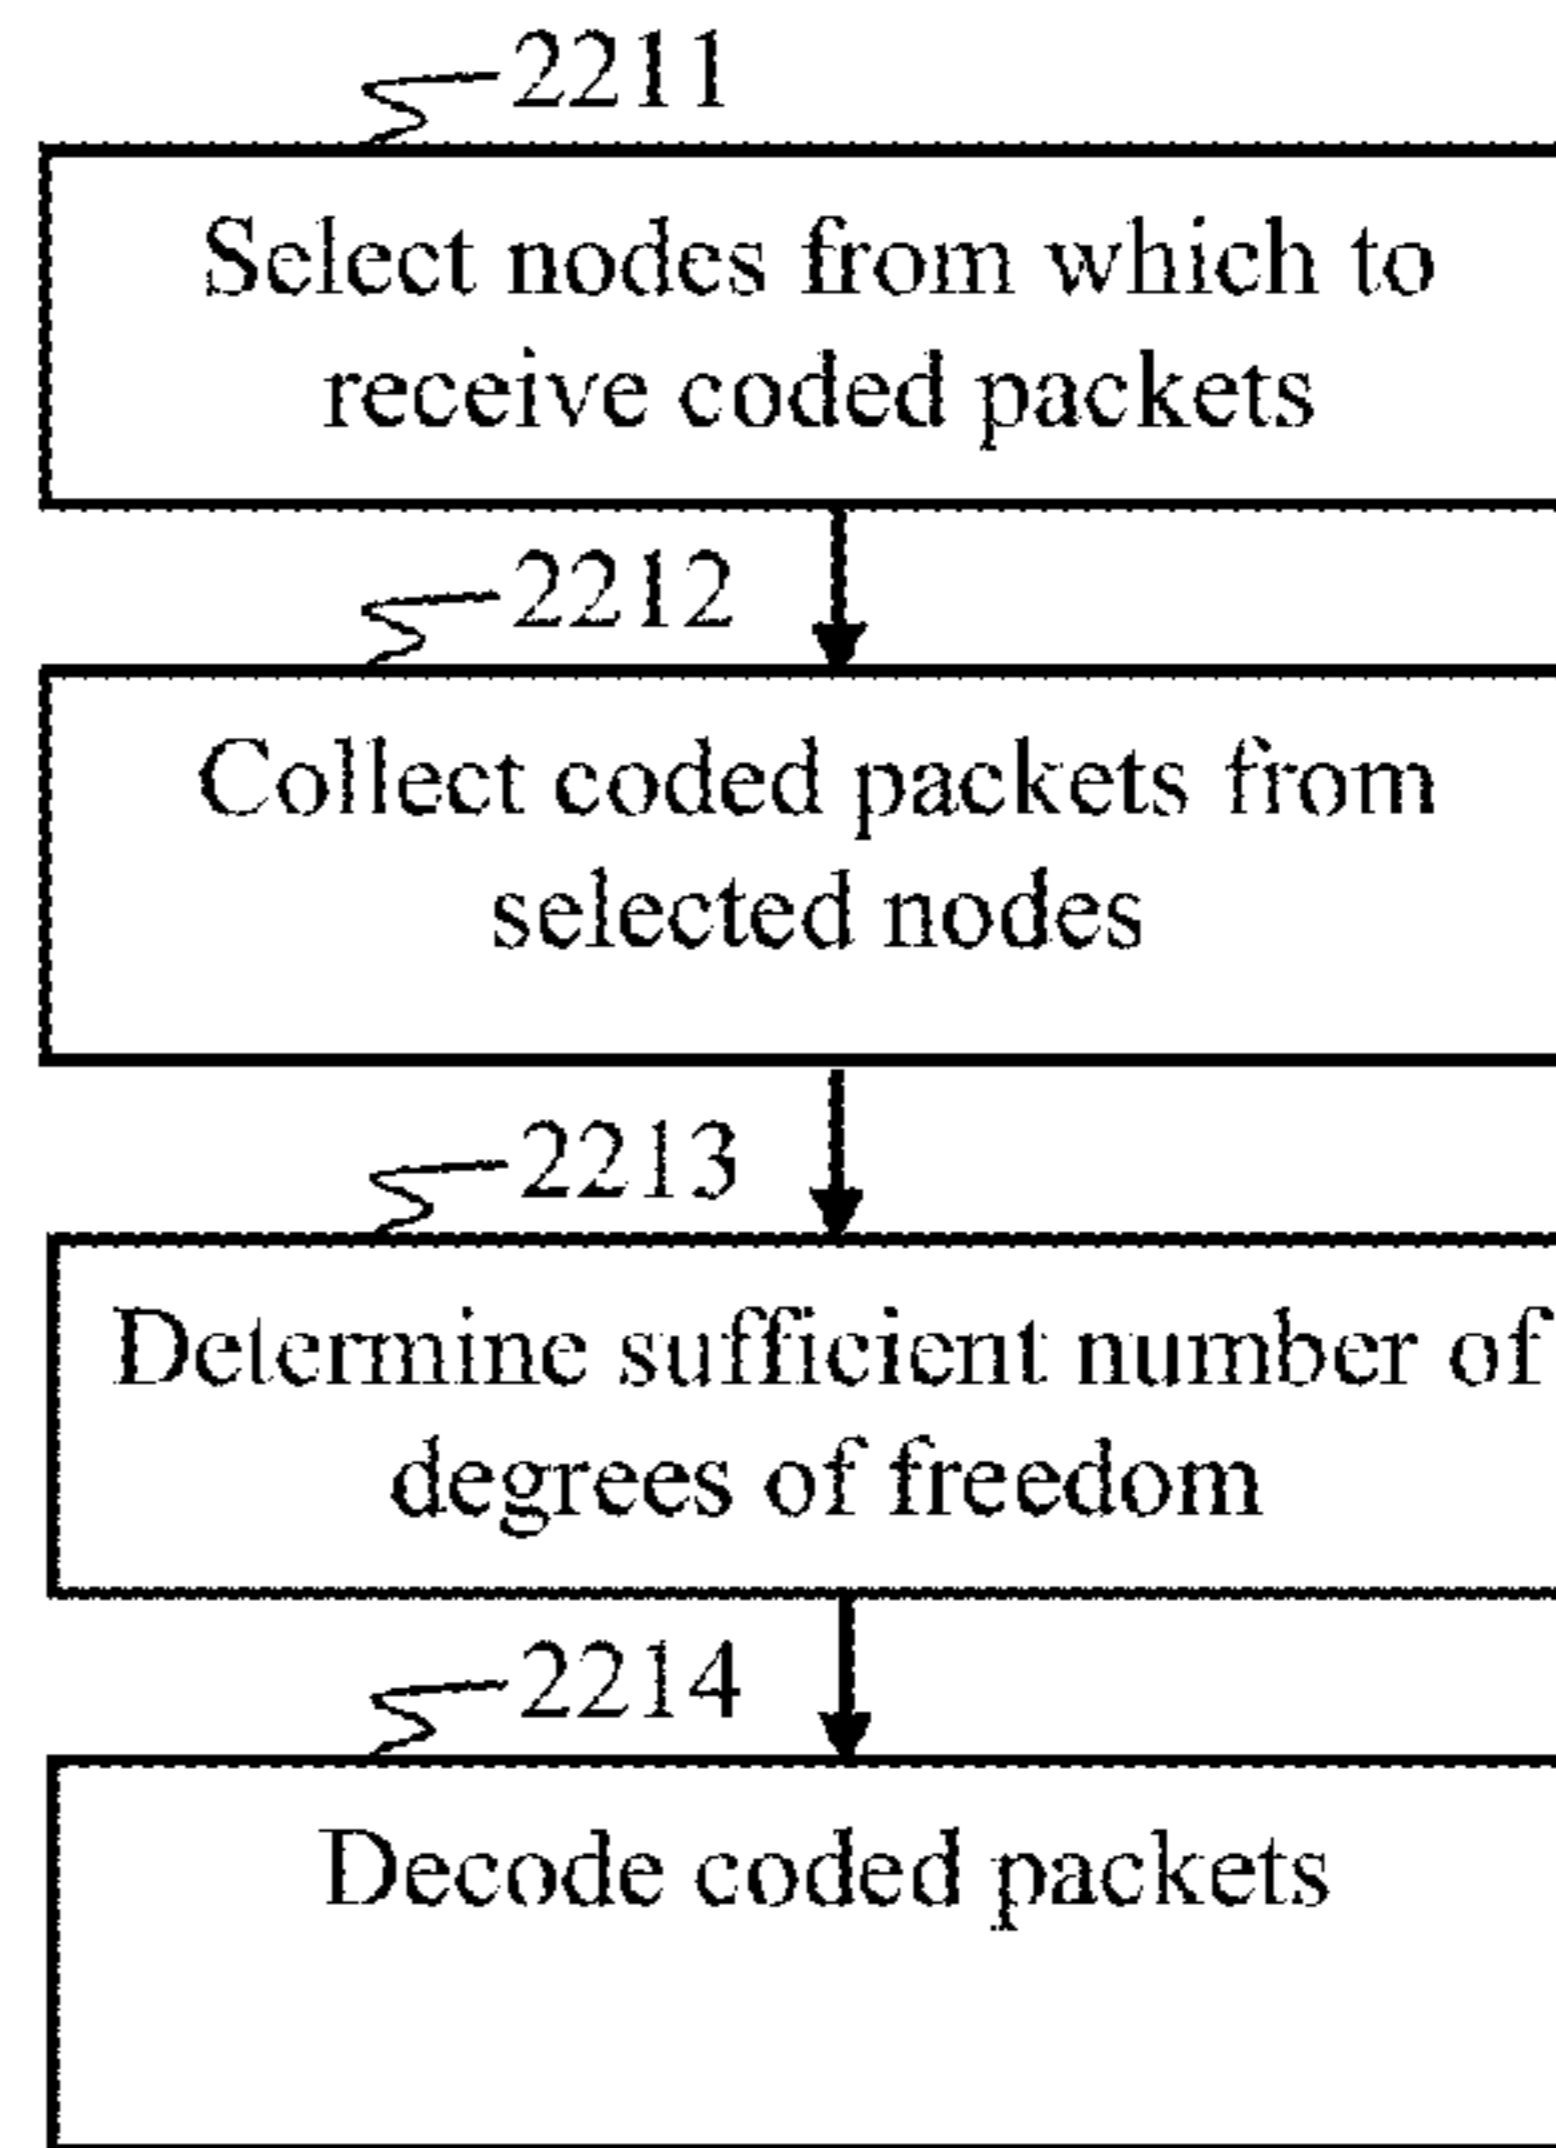 2211
Select nodes from which to
receive coded packets
2212
Collect coded packets from
selected nodes
2213
Determine sufficient number of
degrees of freedom
2214
Decode coded packets